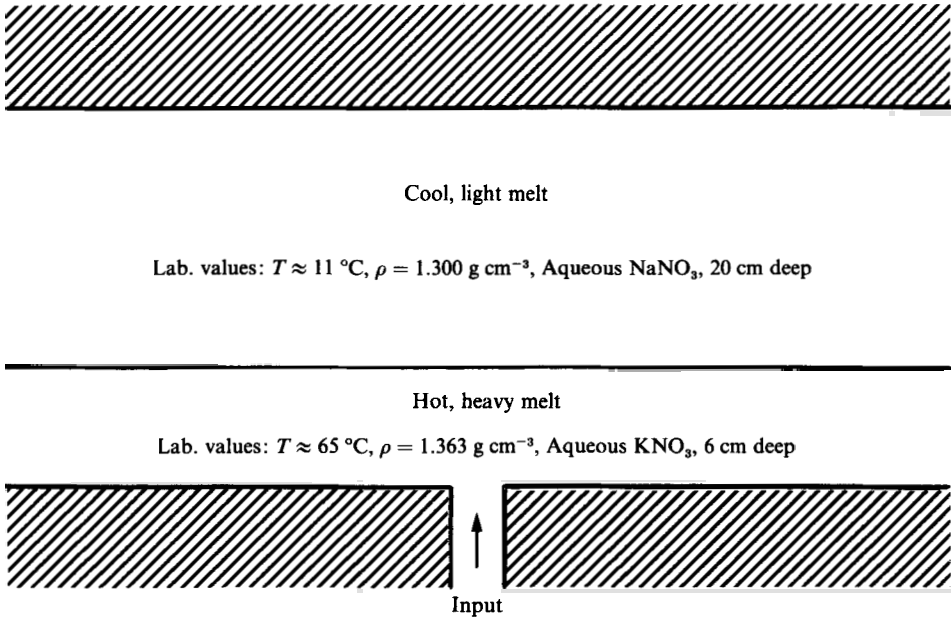 Cool, light melt
Lab. values: T ≈ 11 °C, ρ = 1.300 g cm⁻³, Aqueous NaNO₃, 20 cm deep
Hot, heavy melt
Lab. values: T ≈ 65 °C, ρ = 1.363 g cm⁻³, Aqueous KNO₃, 6 cm deep
Input